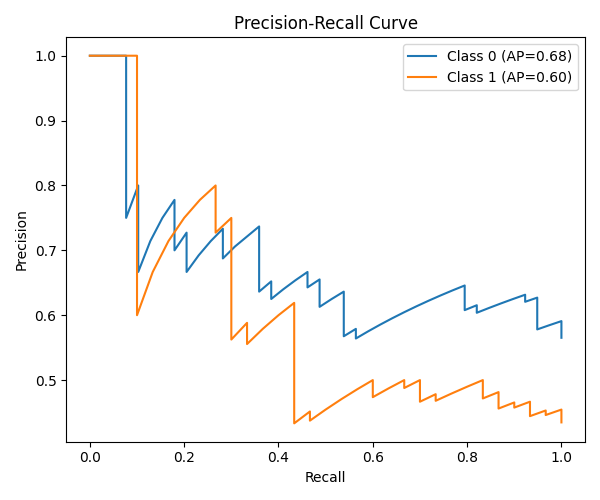 Precision-Recall Curve
Class 0 (AP=0.68)
Class 1 (AP=0.60)
Precision
1.0
0.9
0.8
0.7
0.6
0.5
0.0 0.2 0.4 0.6 0.8 1.0
Recall